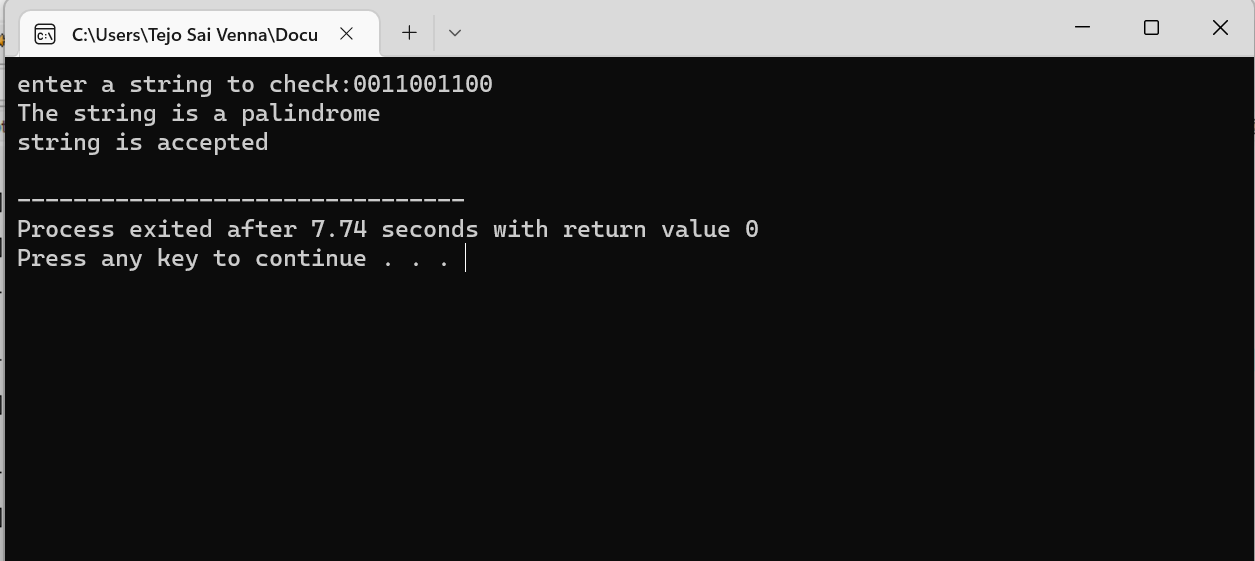 C:\Users\Tejo Sai Venna\Docu
enter a string to check:0011001100
The string is a palindrome
string is accepted
--------------------------------
Process exited after 7.74 seconds with return value 0
Press any key to continue . . .